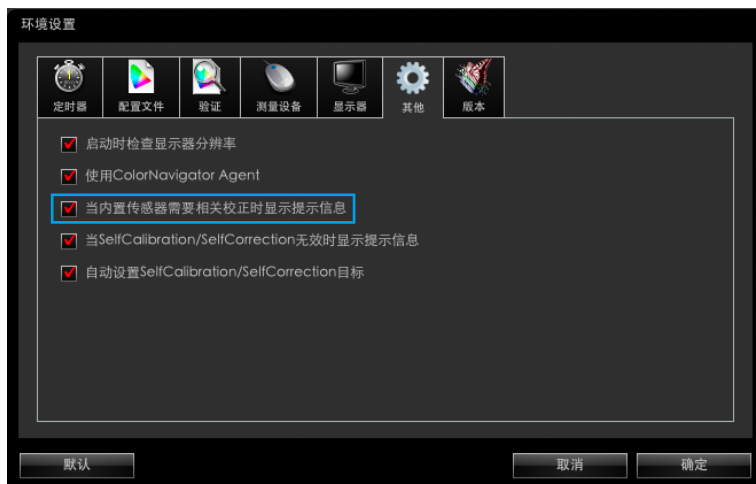 环境设置
定时器 配置文件 验证 测量设备 显示器 其他 版本
启动时检查显示器分辨率
使用ColorNavigator Agent
当内置传感器需要相关校正时显示提示信息
当SelfCalibration/SelfCorrection无效时显示提示信息
自动设置SelfCalibration/SelfCorrection目标
默认 取消 确定